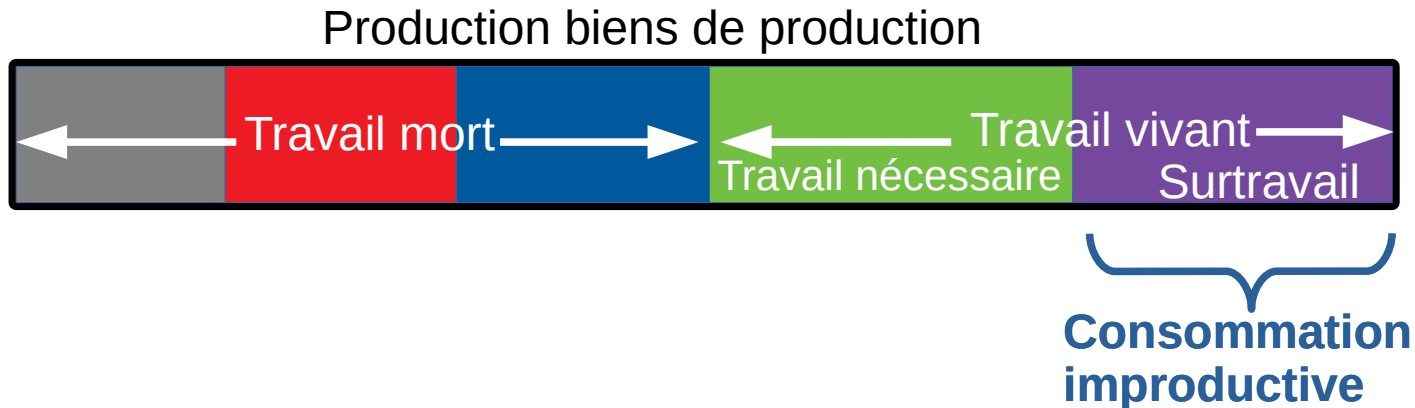 Production biens de production
Travail mort
Travail vivant
Travail nécessaire
Surtravail
Consommation
improductive